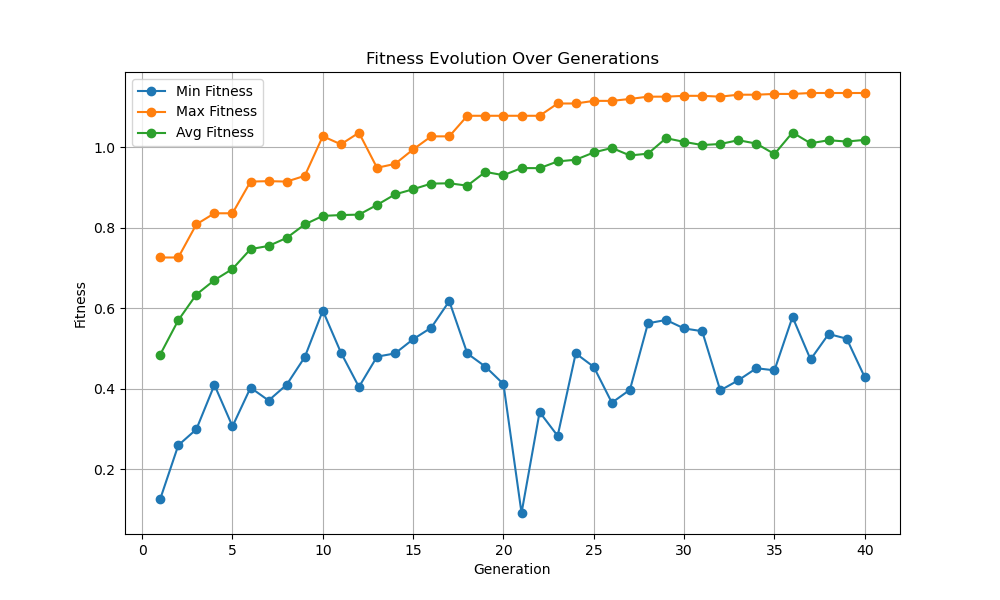 Fitness Evolution Over Generations
Min Fitness
Max Fitness
Avg Fitness
Fitness
1.0
0.8
0.6
0.4
0.2
0 5 10 15 20 25 30 35 40
Generation